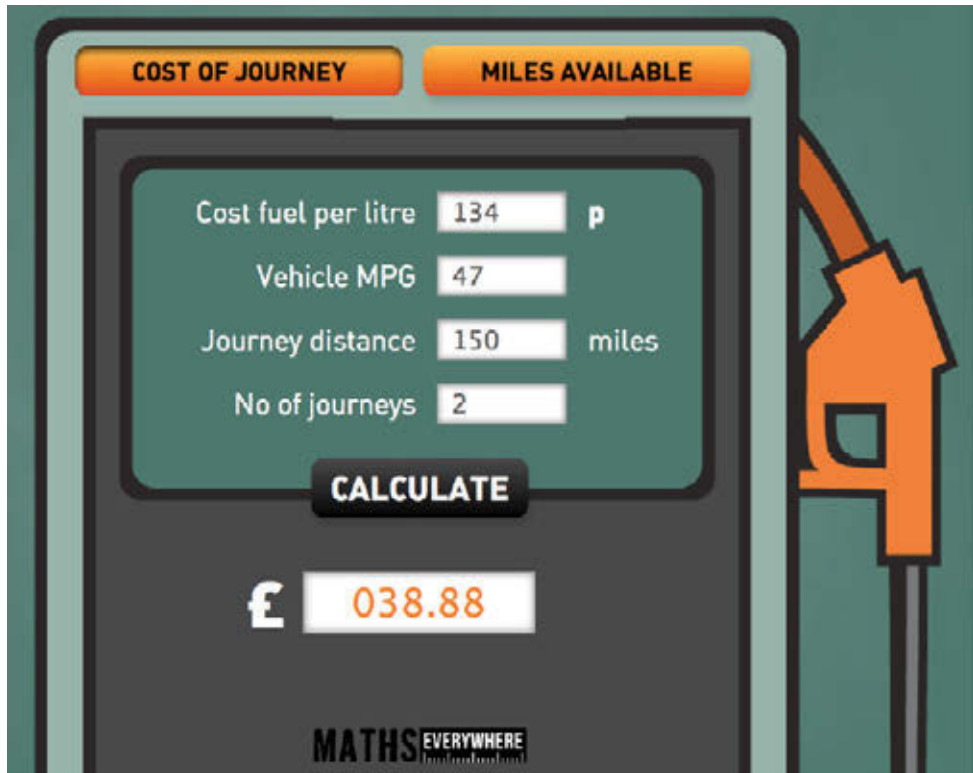 COST OF JOURNEY MILES AVAILABLE
Cost fuel per litre 134 p
Vehicle MPG 47
Journey distance 150 miles
No of journeys 2
CALCULATE
£ 038.88
MATHS EVERYWHERE